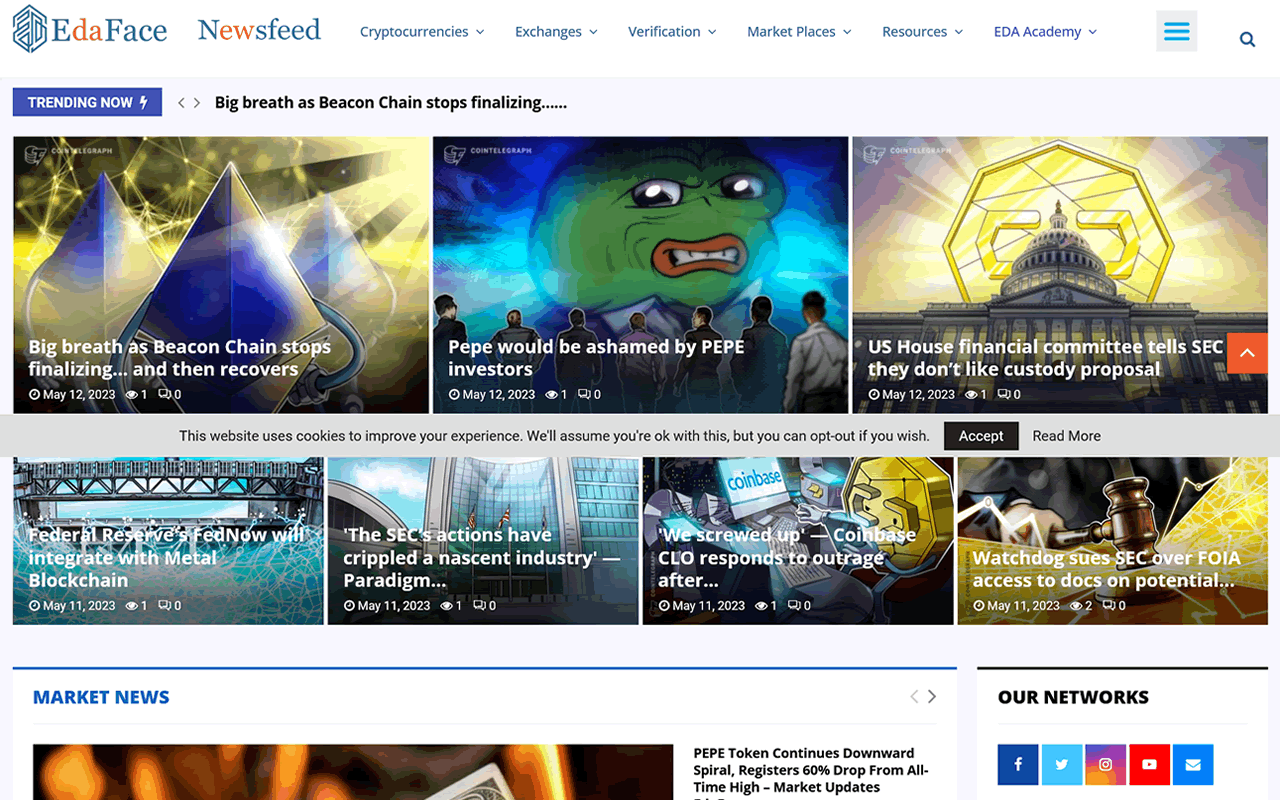 EdaFace Newsfeed
Cryptocurrencies Exchanges Verification Market Places Resources EDA Academy
TRENDING NOW Big breath as Beacon Chain stops finalizing......
COINTELEGRAPH
COINTELEGRAPH
COINTELEGRAPH
Big breath as Beacon Chain stops
finalizing... and then recovers
May 12, 2023 1 0
Pepe would be ashamed by PEPE
investors
May 12, 2023 1 0
US House financial committee tells SEC
they don't like custody proposal
May 12, 2023 1 0
This website uses cookies to improve your experience. We'll assume you're ok with this, but you can opt-out if you wish. Accept Read More
Federal Reserve's FedNow will
integrate with Metal
Blockchain
May 11, 2023 1 0
'The SEC's actions have
crippled a nascent industry' —
Paradigm...
May 11, 2023 1 0
coinbase
'We screwed up' — Coinbase
CLO responds to outrage
after...
May 11, 2023 1 0
Watchdog sues SEC over FOIA
access to docs on potential...
May 11, 2023 2 0
MARKET NEWS
PEPE Token Continues Downward
Spiral, Registers 60% Drop From All-
Time High – Market Updates
OUR NETWORKS